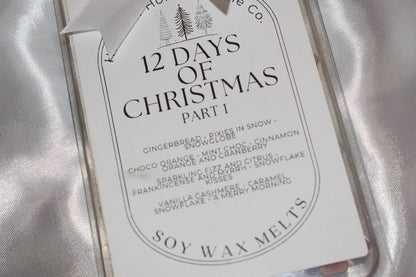 Co.
12 DAYS
OF
CHRISTMAS
PART 1
GINGERBREAD - PIXIES IN SNOW -
SNOWGLOBE
CHOCO ORANGE - MINT CHOC - CINNAMON
ORANGE AND CRANBERRY
SPARKLING FIZZ AND CITRUS -
FRANKINCENSE AND MYRRH - SNOWFLAKE
KISSES
VANILLA CASHMERE - CARAMEL
SNOWFLAKE - A MERRY MORNING
SOY WAX MELTS